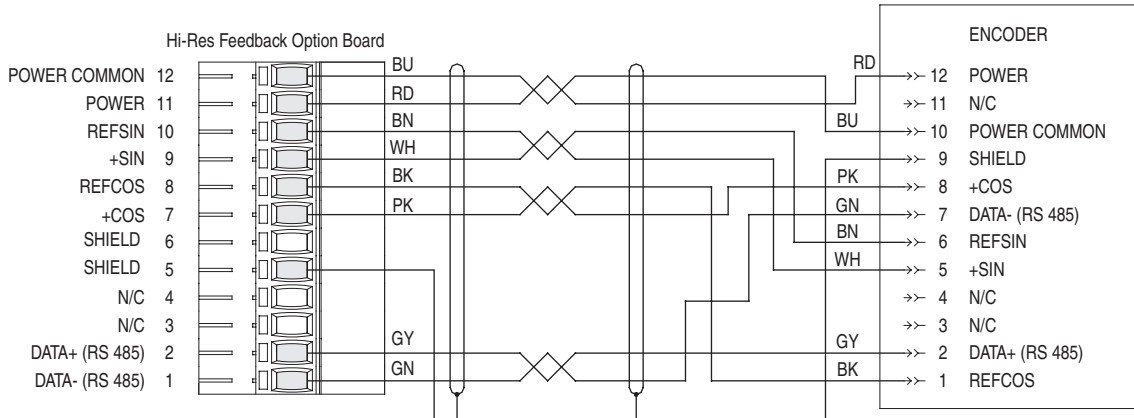 Hi-Res Feedback Option Board
POWER COMMON 12
POWER 11
REFSIN 10
+SIN 9
REFCOS 8
+COS 7
SHIELD 6
SHIELD 5
N/C 4
N/C 3
DATA+ (RS 485) 2
DATA- (RS 485) 1
BU
RD
BN
WH
BK
PK
GY
GN
RD
BU
PK
GN
BN
WH
GY
BK
ENCODER
12 POWER
11 N/C
10 POWER COMMON
9 SHIELD
8 +COS
7 DATA- (RS 485)
6 REFSIN
5 +SIN
4 N/C
3 N/C
2 DATA+ (RS 485)
1 REFCOS